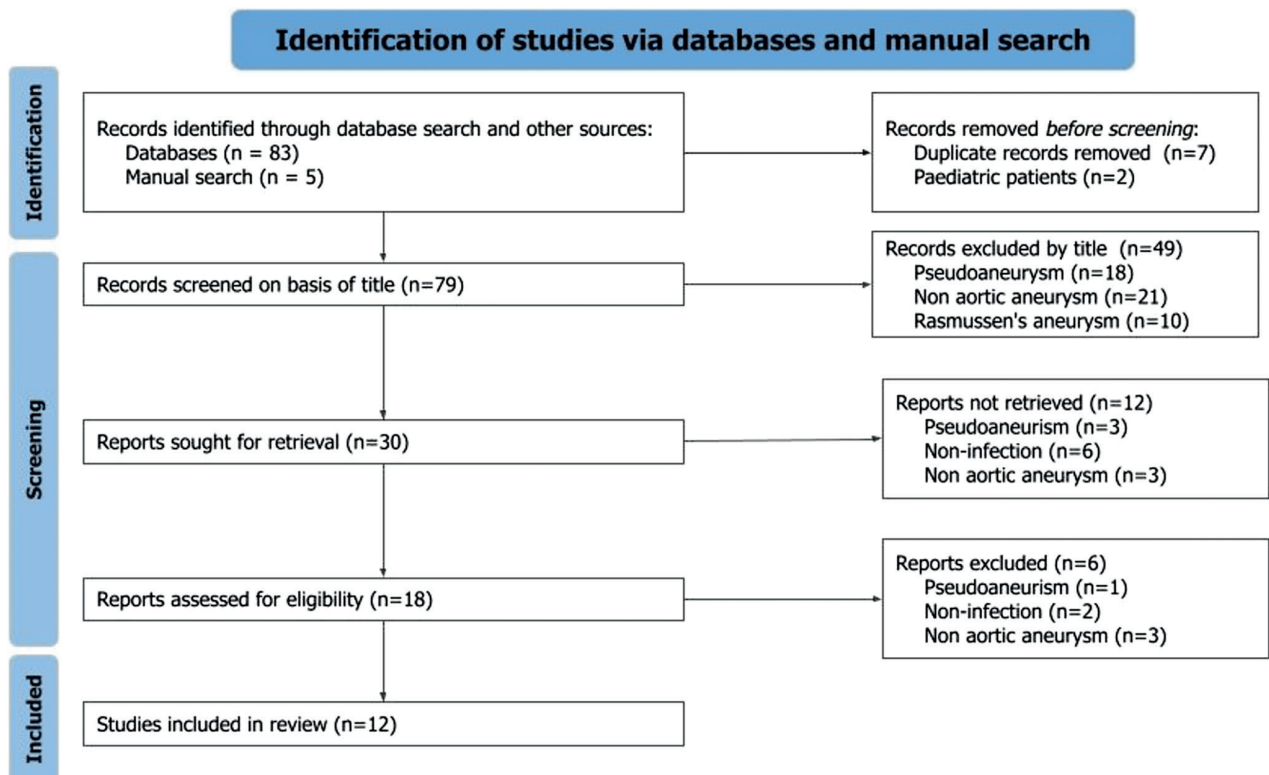 Identification of studies via databases and manual search
Identification
Records identified through database search and other sources:
Databases (n = 83)
Manual search (n = 5)
Records removed before screening:
Duplicate records removed (n=7)
Paediatric patients (n=2)
Screening
Records screened on basis of title (n=79)
Records excluded by title (n=49)
Pseudoaneurysm (n=18)
Non aortic aneurysm (n=21)
Rasmussen's aneurysm (n=10)
Reports sought for retrieval (n=30)
Reports not retrieved (n=12)
Pseudoaneurism (n=3)
Non-infection (n=6)
Non aortic aneurysm (n=3)
Reports assessed for eligibility (n=18)
Reports excluded (n=6)
Pseudoaneurism (n=1)
Non-infection (n=2)
Non aortic aneurysm (n=3)
Included
Studies included in review (n=12)